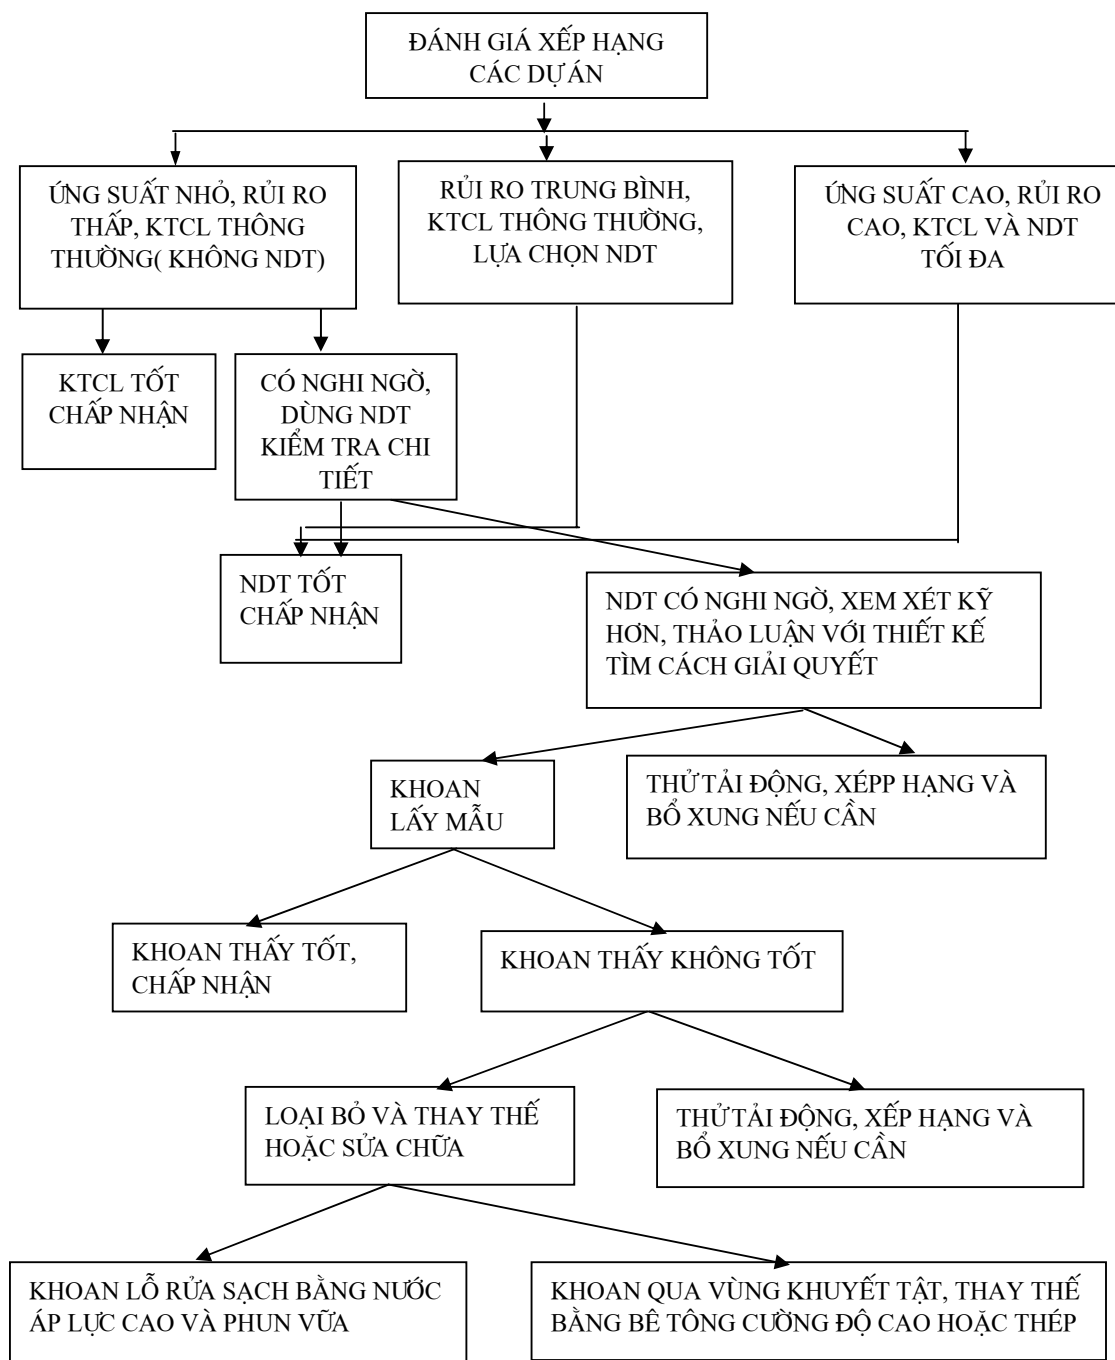 ĐÁNH GIÁ XẾP HẠNG
CÁC DỰ ÁN
ỨNG SUẤT NHỎ, RỦI RO
THẤP, KTCL THÔNG
THƯỜNG( KHÔNG NDT)
RỦI RO TRUNG BÌNH,
KTCL THÔNG THƯỜNG,
LỰA CHỌN NDT
ỨNG SUẤT CAO, RỦI RO
CAO, KTCL VÀ NDT
TỐI ĐA
KTCL TỐT
CHẤP NHẬN
CÓ NGHI NGỜ,
DÙNG NDT
KIỂM TRA CHI
TIẾT
NDT TỐT
CHẤP NHẬN
NDT CÓ NGHI NGỜ, XEM XÉT KỸ
HƠN, THẢO LUẬN VỚI THIẾT KẾ
TÌM CÁCH GIẢI QUYẾT
KHOAN
LẤY MẪU
THỬ TẢI ĐỘNG, XÉPP HẠNG VÀ
BỔ XUNG NẾU CẦN
KHOAN THẤY TỐT,
CHẤP NHẬN
KHOAN THẤY KHÔNG TỐT
LOẠI BỎ VÀ THAY THẾ
HOẶC SỬA CHỮA
THỬ TẢI ĐỘNG, XẾP HẠNG VÀ
BỔ XUNG NẾU CẦN
KHOAN LỖ RỬA SẠCH BẰNG NƯỚC
ÁP LỰC CAO VÀ PHUN VỮA
KHOAN QUA VÙNG KHUYẾT TẬT, THAY THẾ
BẰNG BÊ TÔNG CƯỜNG ĐỘ CAO HOẶC THÉP